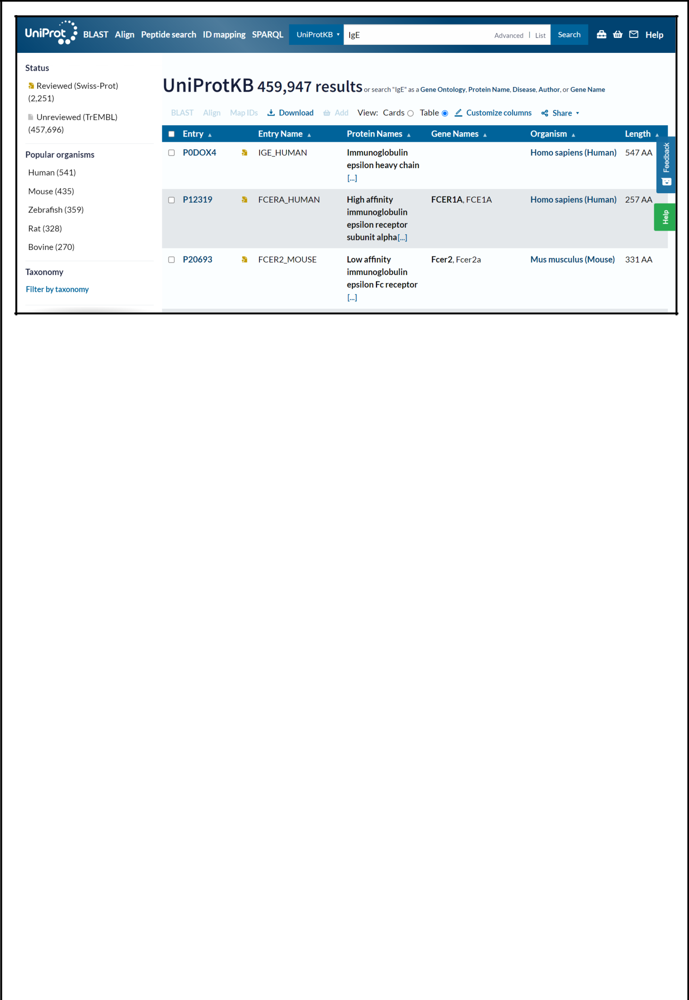 UniProt BLAST Align Peptide search ID mapping SPARQL UniProtKB IgE Advanced | List Search Help
Status
Reviewed (Swiss-Prot)
(2,251)
Unreviewed (TrEMBL)
(457,696)
Popular organisms
Human (541)
Mouse (435)
Zebrafish (359)
Rat (328)
Bovine (270)
Taxonomy
Filter by taxonomy
UniProtKB 459,947 results or search "IgE" as a Gene Ontology, Protein Name, Disease, Author, or Gene Name
BLAST Align Map IDs Download Add View: Cards Table Customize columns Share
Entry Entry Name Protein Names Gene Names Organism Length
P0DOX4 IGE_HUMAN Immunoglobulin Homo sapiens (Human) 547 AA
epsilon heavy chain
[...]
P12319 FCERA_HUMAN High affinity FCER1A, FCE1A Homo sapiens (Human) 257 AA
immunoglobulin
epsilon receptor
subunit alpha[...]
P20693 FCER2_MOUSE Low affinity Fcer2, Fcer2a Mus musculus (Mouse) 331 AA
immunoglobulin
epsilon Fc receptor
[...]
Feedback
Help